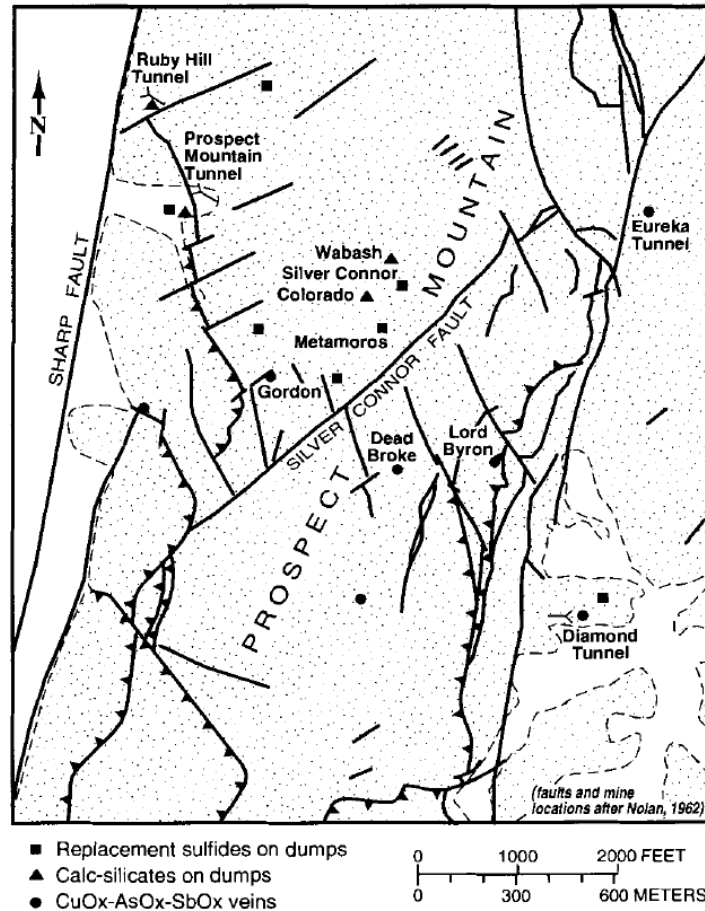 Ruby Hill
Tunnel
N
Prospect
Mountain
Tunnel
MOUNTAIN
Eureka
Tunnel
Wabash
Silver Connor
Colorado
SHARP FAULT
Metamoros
SILVER CONNOR FAULT
Gordon
Dead
Broke
Lord
Byron
PROSPECT
Diamond
Tunnel
(faults and mine
locations after Nolan, 1962)
Replacement sulfides on dumps
Calc-silicates on dumps
CuOx-AsOx-SbOx veins
0 1000 2000 FEET
0 300 600 METERS